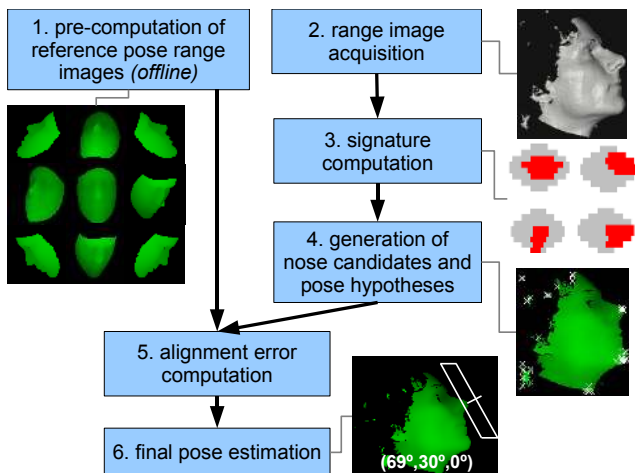 1. pre-computation of
reference pose range
images (offline)
2. range image
acquisition
3. signature
computation
4. generation of
nose candidates and
pose hypotheses
5. alignment error
computation
6. final pose estimation
(69º,30º,0º)